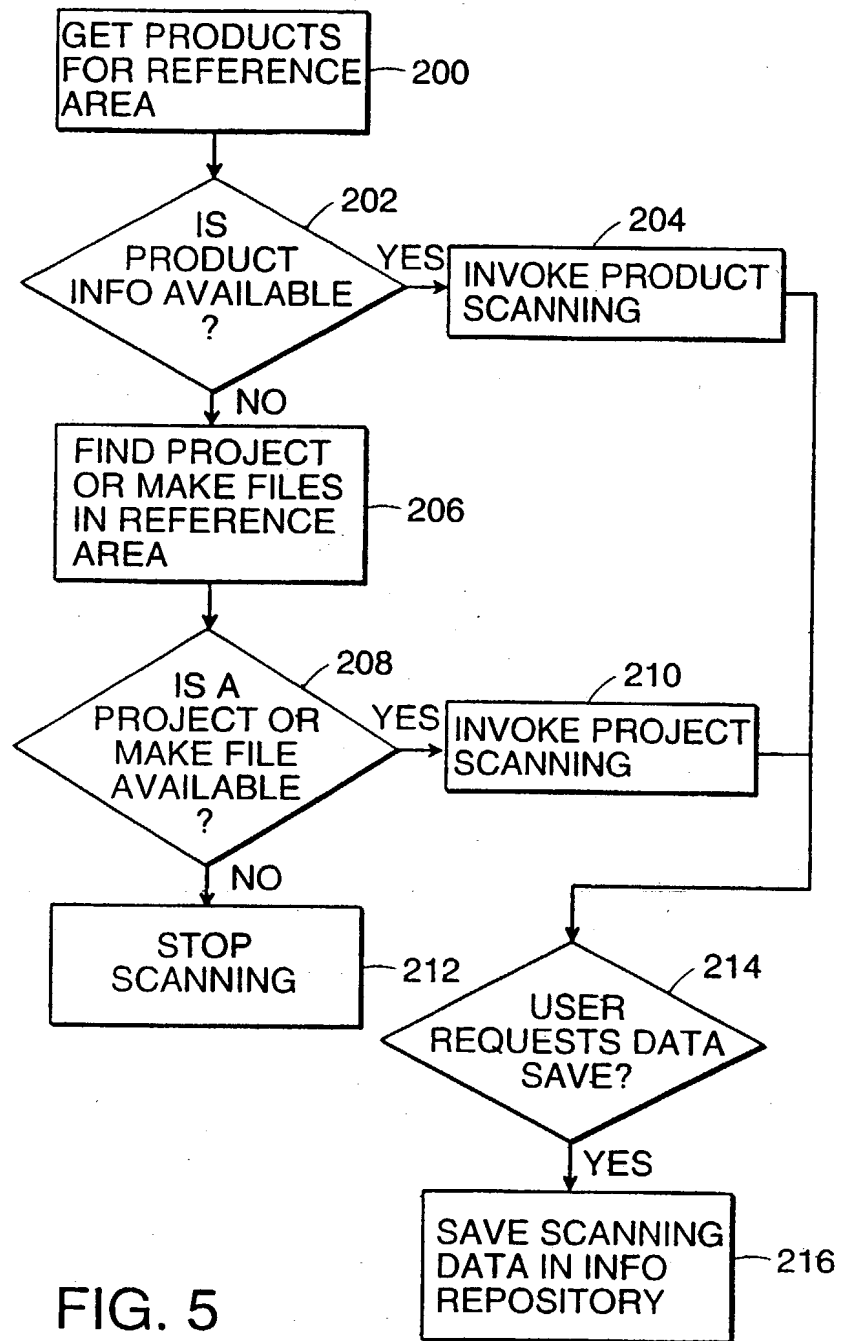 GET PRODUCTS
FOR REFERENCE
AREA
200
202
IS
PRODUCT
INFO AVAILABLE
?
YES
204
INVOKE PRODUCT
SCANNING
NO
FIND PROJECT
OR MAKE FILES
IN REFERENCE
AREA
206
208
IS A
PROJECT OR
MAKE FILE
AVAILABLE
?
YES
210
INVOKE PROJECT
SCANNING
NO
STOP
SCANNING
212
214
USER
REQUESTS DATA
SAVE?
YES
SAVE SCANNING
DATA IN INFO
REPOSITORY
216
FIG. 5